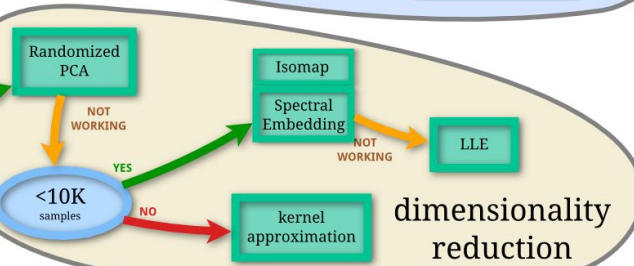 Randomized
PCA
NOT
WORKING
<10K
samples
YES
NO
Isomap
Spectral
Embedding
NOT
WORKING
LLE
kernel
approximation
dimensionality
reduction